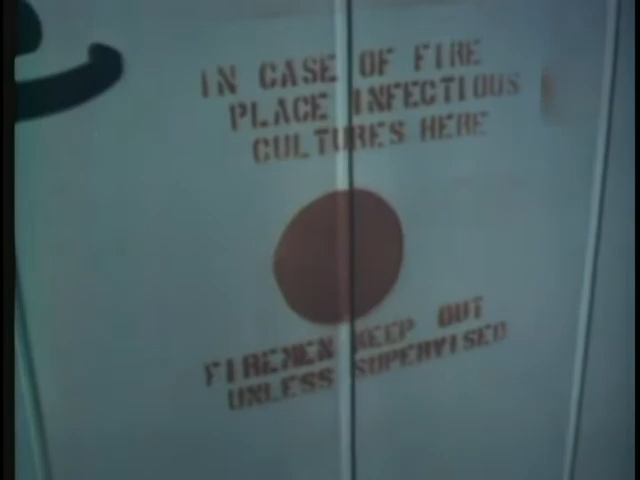 IN CASE OF FIRE
PLACE INFECTIOUS
CULTURES HERE
FIREMEN KEEP OUT
UNLESS SUPERVISED